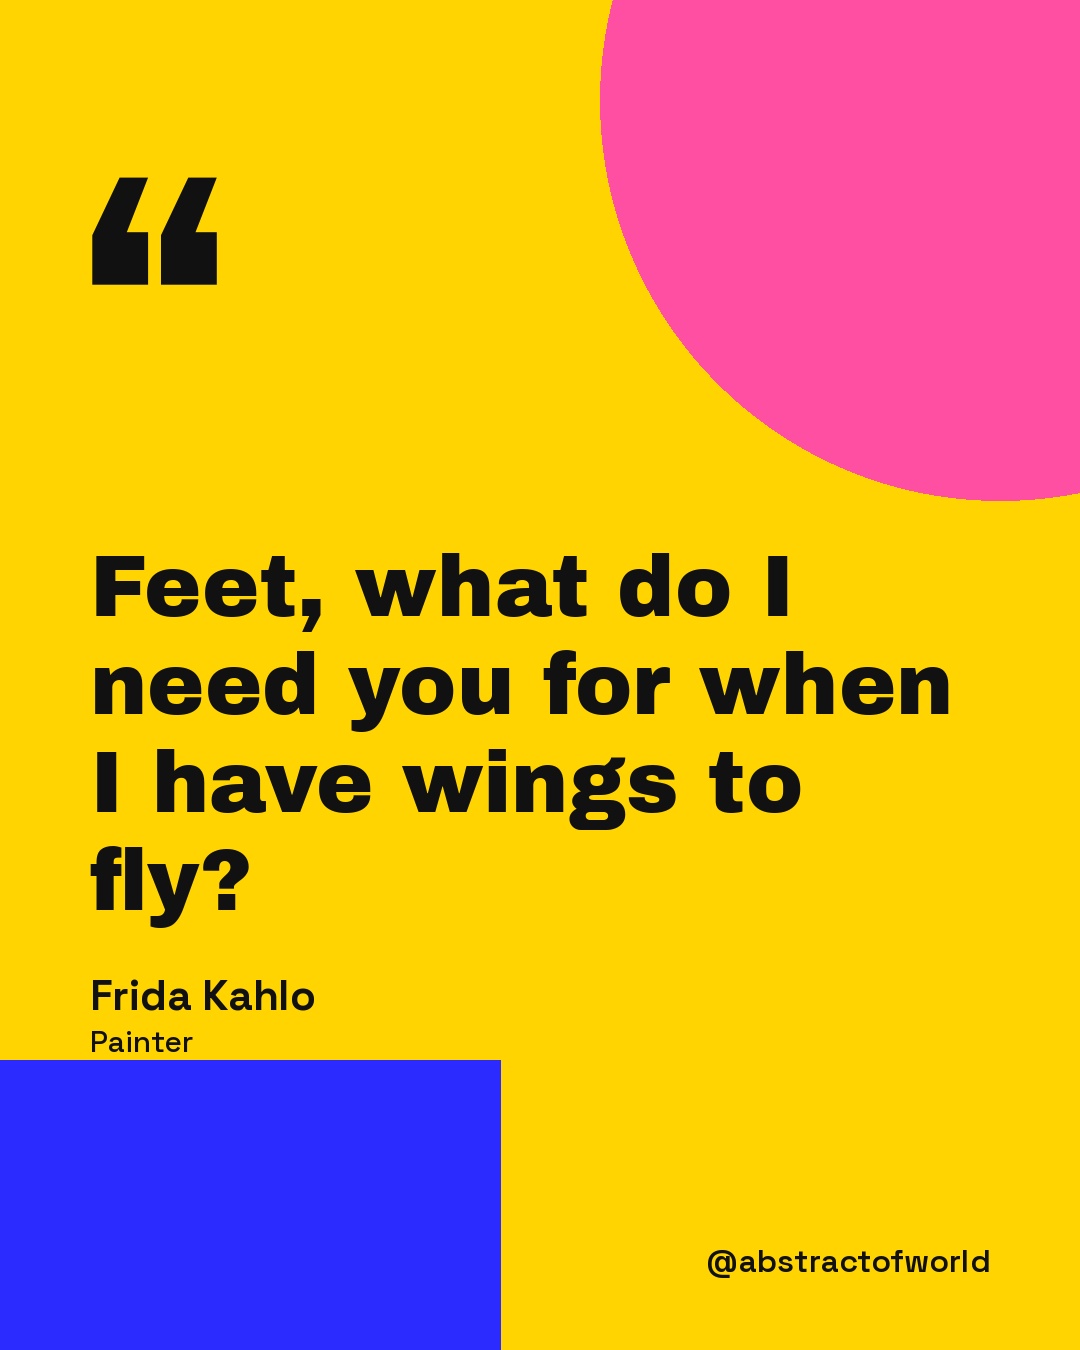 “
Feet, what do I
need you for when
I have wings to
fly?
Frida Kahlo
Painter
@abstractofworld